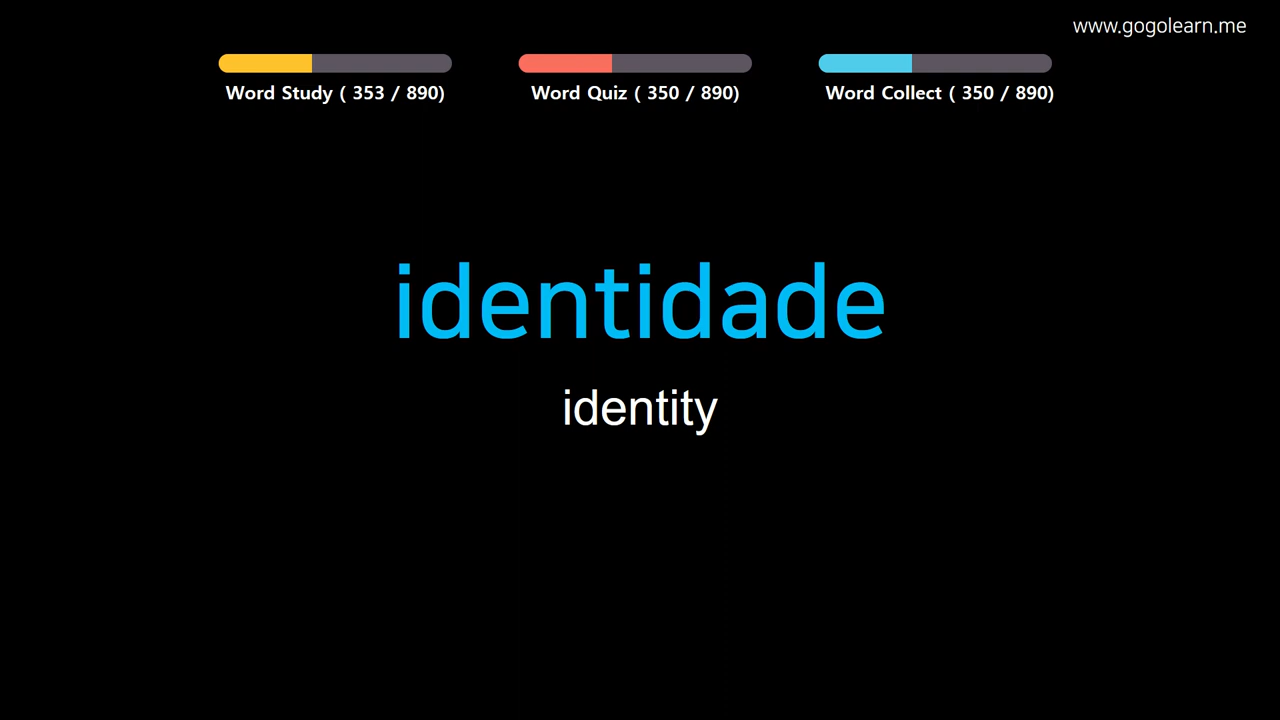 www.gogolearn.me
Word Study ( 353 / 890)
Word Quiz ( 350 / 890)
Word Collect ( 350 / 890)
identidade
identity